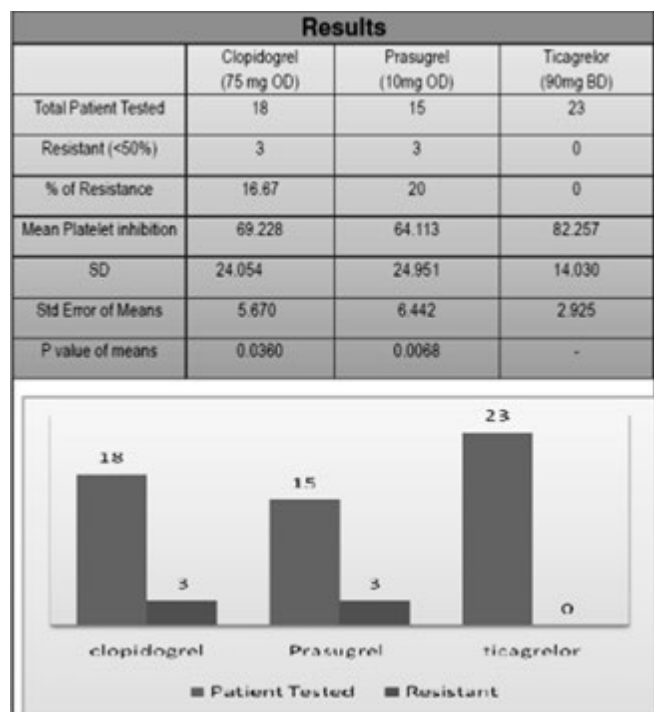 Results
Clopidogrel Prasugrel Ticagrelor
(75 mg OD) (10mg OD) (90mg BD)
Total Patient Tested 18 15 23
Resistant (<50%) 3 3 0
% of Resistance 16.67 20 0
Mean Platelet inhibition 69.228 64.113 82.257
SD 24.054 24.951 14.030
Std Error of Means 5.670 6.442 2.925
P value of means 0.0360 0.0068 -
23
18
15
3 3 0
clopidogrel Prasugrel ticagrelor
Patient Tested Resistant